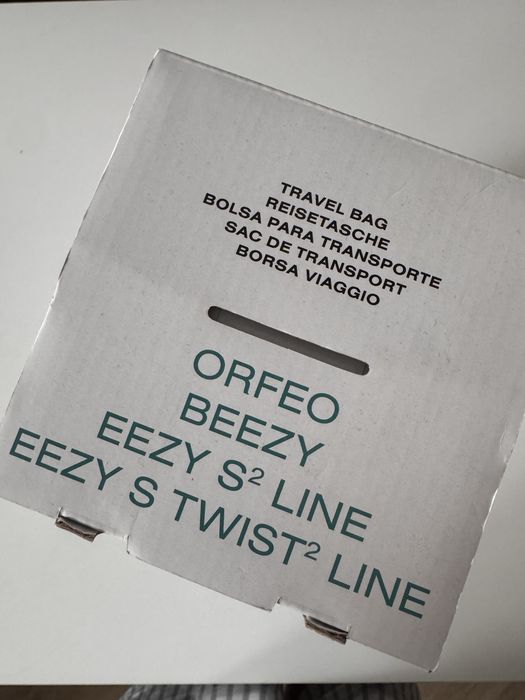 TRAVEL BAG
REISETASCHE
BOLSA PARA TRANSPORTE
SAC DE TRANSPORT
BORSA VIAGGIO
ORFEO
BEEZY
EEZY S² LINE
EEZY S TWIST² LINE